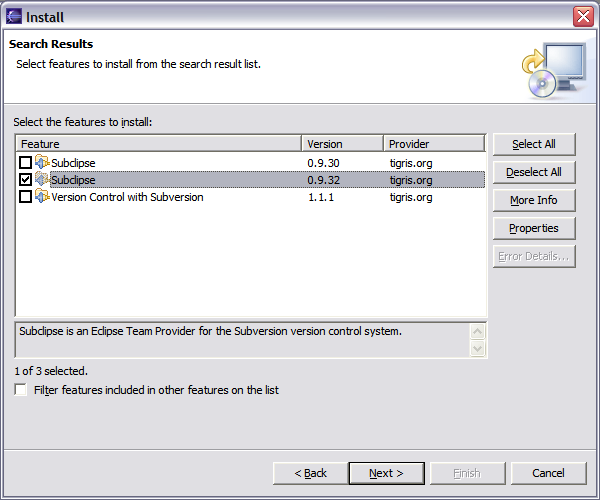 Install
Search Results
Select features to install from the search result list.
Select the features to install:
Feature Version Provider
Subclipse 0.9.30 tigris.org
Subclipse 0.9.32 tigris.org
Version Control with Subversion 1.1.1 tigris.org
Select All
Deselect All
More Info
Properties
Error Details...
Subclipse is an Eclipse Team Provider for the Subversion version control system.
1 of 3 selected.
Filter features included in other features on the list
< Back Next > Finish Cancel